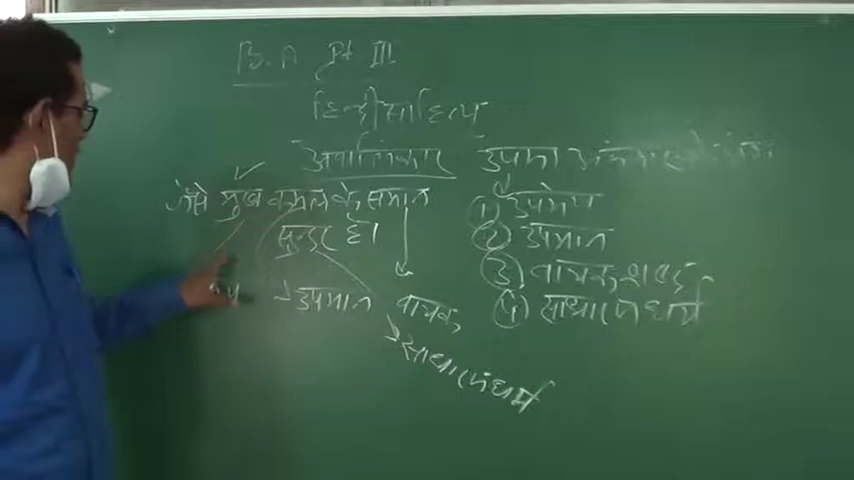 B.A Pt III
हिन्दी साहित्य
अर्थालंकार
उपमा अलंकार के
जैसे मुख कमल के समान
सुन्दर है।
① उपमेय
② उपमान
③ वाचक शब्द
④ साधारण धर्म
उपमान वाचक
साधारण धर्म